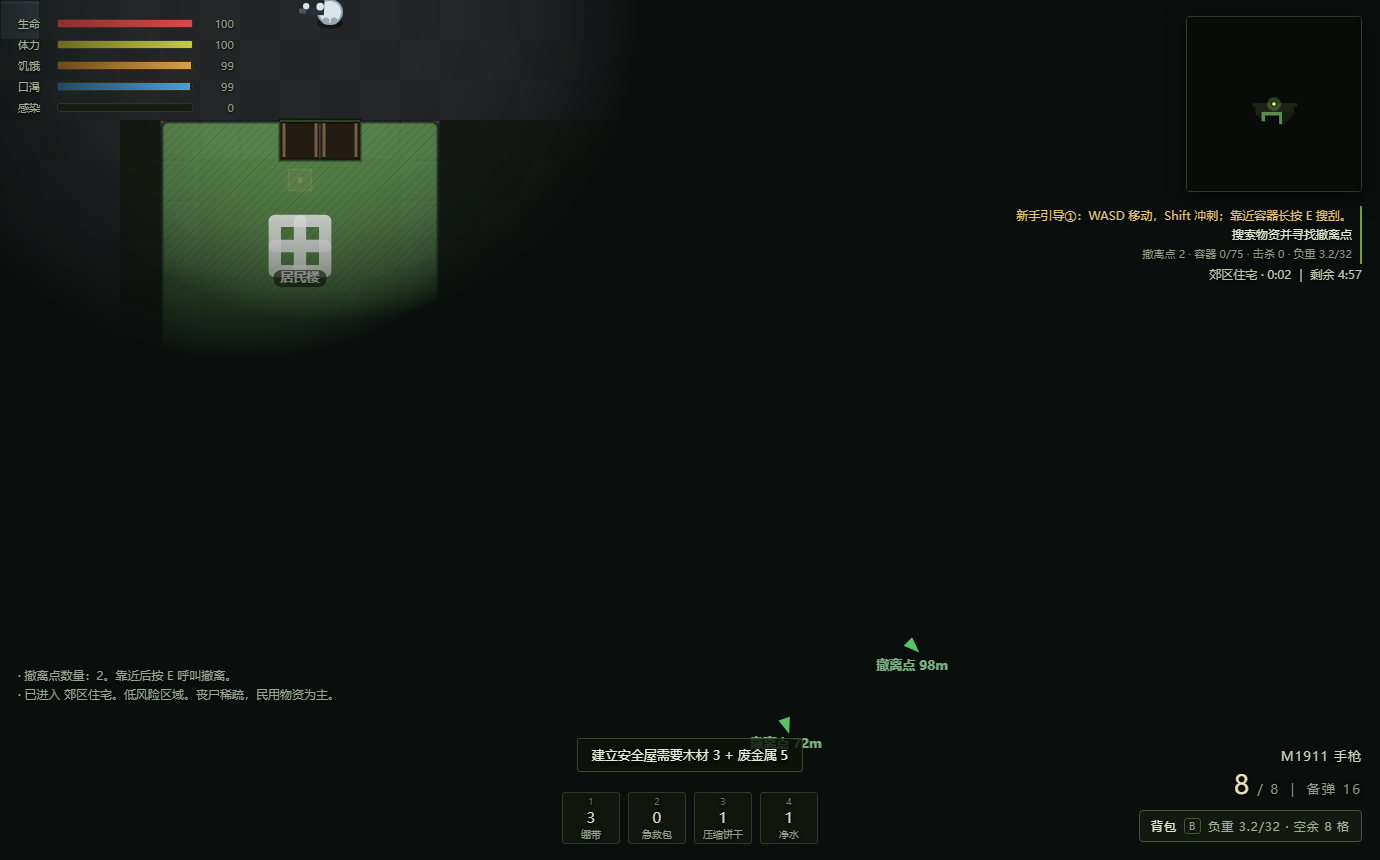 生命 100
体力 100
饥饿 99
口渴 99
感染 0
居民楼
新手引导①：WASD 移动，Shift 冲刺；靠近容器长按 E 搜刮。
搜索物资并寻找撤离点
撤离点 2 · 容器 0/75 · 击杀 0 · 负重 3.2/32
郊区住宅 · 0:02 | 剩余 4:57
撤离点 98m
· 撤离点数量：2。靠近后按 E 呼叫撤离。
· 已进入 郊区住宅。低风险区域。丧尸稀疏，民用物资为主。
撤离点 72m
建立安全屋需要木材 3 + 废金属 5
M1911 手枪
8 / 8 | 备弹 16
1 2 3 4
3 0 1 1
绷带 急救包 压缩饼干 净水
背包 B 负重 3.2/32 · 空余 8 格